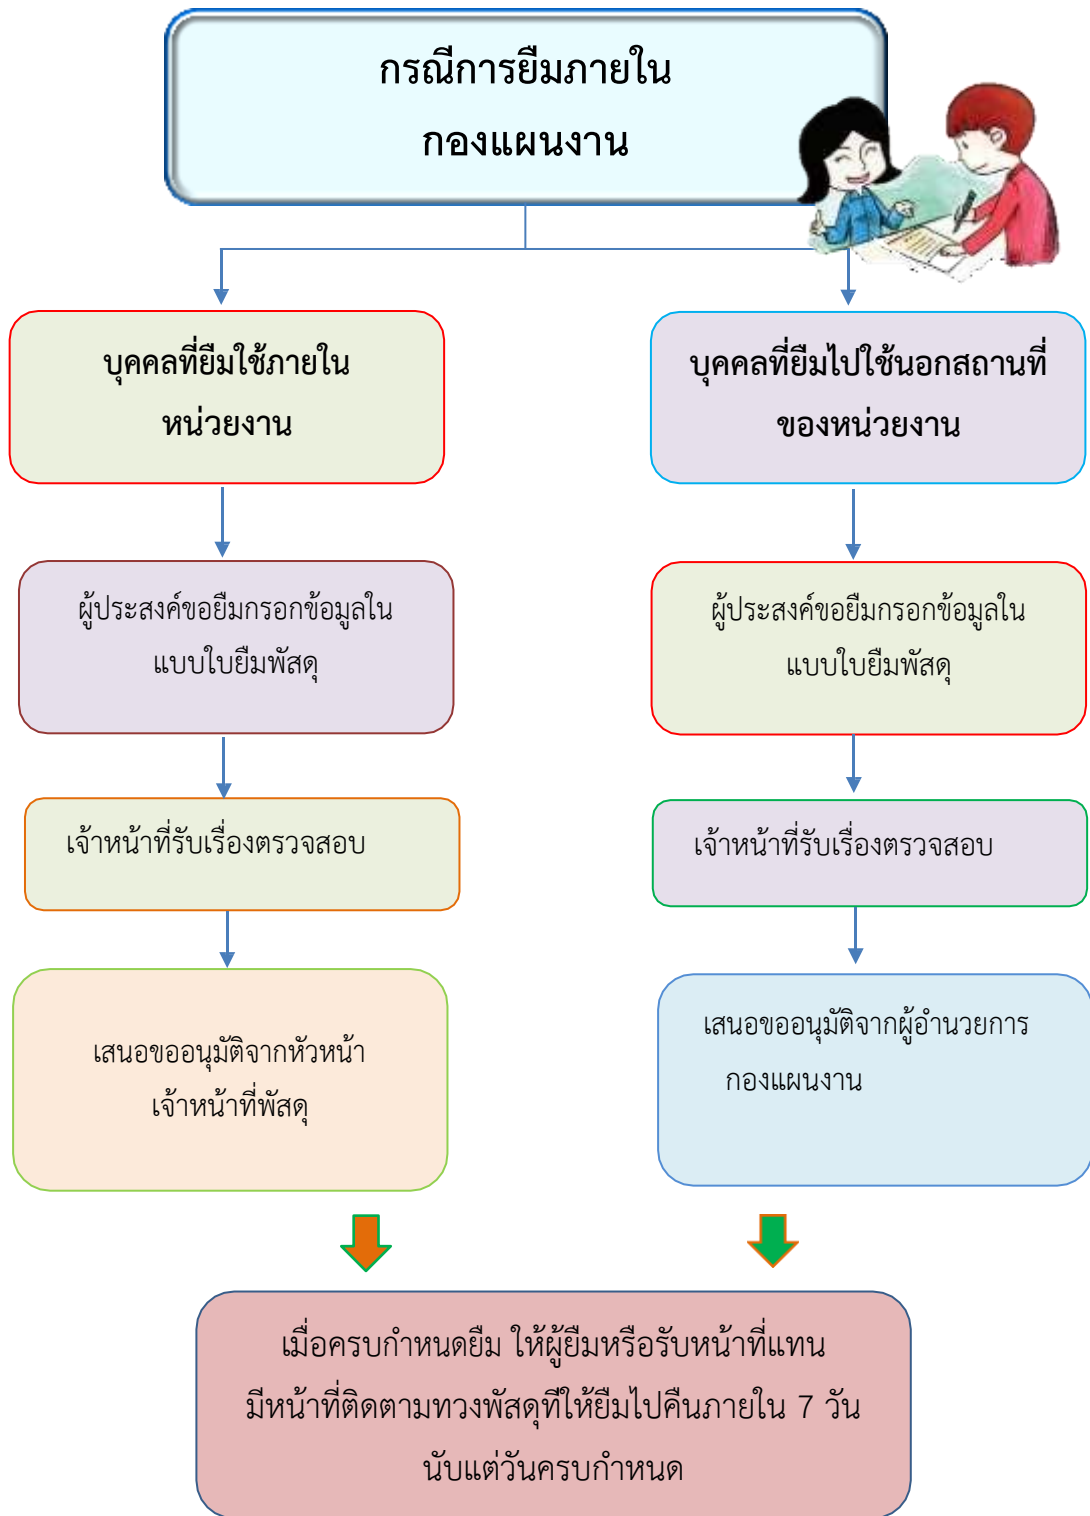 กรณีการยืมภายใน
กองแผนงาน
บุคคลที่ยืมใช้ภายใน
หน่วยงาน
ผู้ประสงค์ขอยืมกรอกข้อมูลใน
แบบใบยืมพัสดุ
เจ้าหน้าที่รับเรื่องตรวจสอบ
เสนอขออนุมัติจากหัวหน้า
เจ้าหน้าที่พัสดุ
บุคคลที่ยืมไปใช้นอกสถานที่
ของหน่วยงาน
ผู้ประสงค์ขอยืมกรอกข้อมูลใน
แบบใบยืมพัสดุ
เจ้าหน้าที่รับเรื่องตรวจสอบ
เสนอขออนุมัติจากผู้อำนวยการ
กองแผนงาน
เมื่อครบกำหนดยืม ให้ผู้ยืมหรือรับหน้าที่แทน
มีหน้าที่ติดตามทวงพัสดุทีให้ยืมไปคืนภายใน 7 วัน
นับแต่วันครบกำหนด